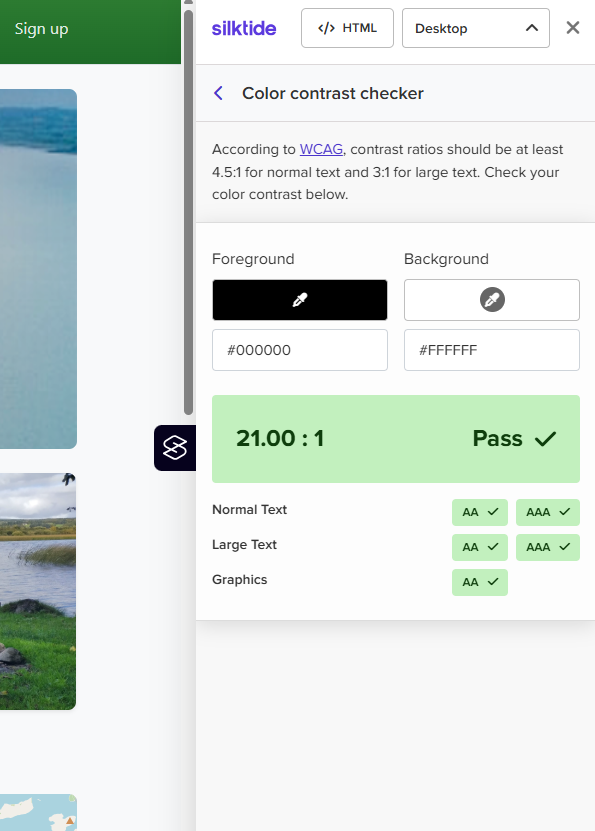 Sign up
silktide
</> HTML
Desktop
Color contrast checker
According to WCAG, contrast ratios should be at least
4.5:1 for normal text and 3:1 for large text. Check your
color contrast below.
Foreground
Background
#000000
#FFFFFF
21.00 : 1
Pass
Normal Text
AA
AAA
Large Text
AA
AAA
Graphics
AA